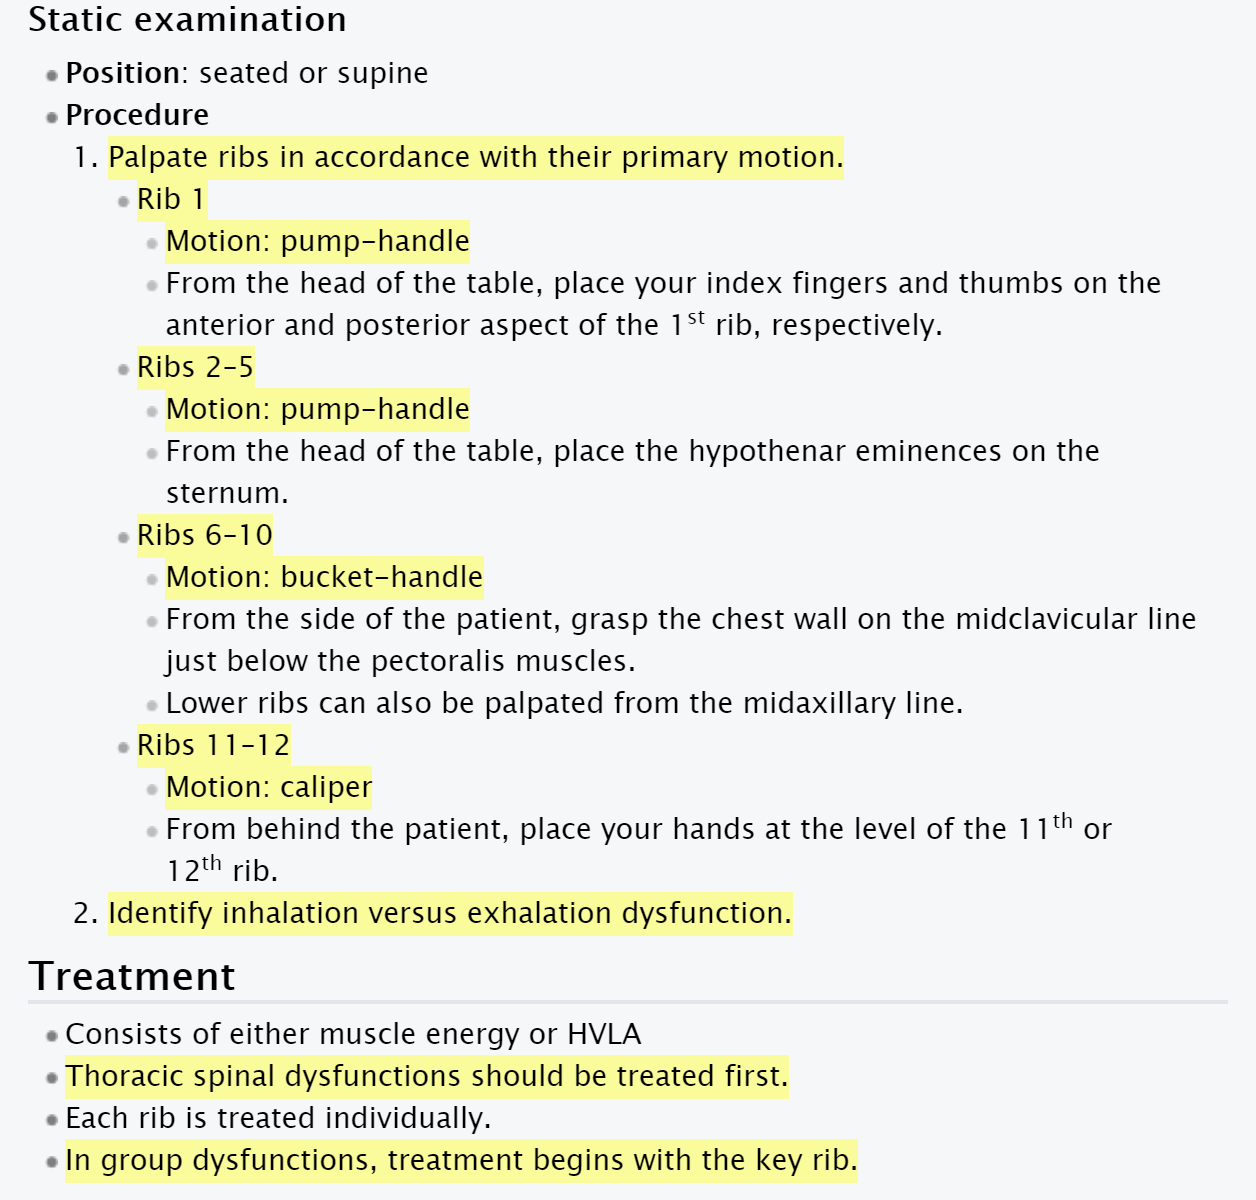 Static examination
Position: seated or supine
Procedure
1. Palpate ribs in accordance with their primary motion.
Rib 1
Motion: pump-handle
From the head of the table, place your index fingers and thumbs on the
anterior and posterior aspect of the 1st rib, respectively.
Ribs 2–5
Motion: pump-handle
From the head of the table, place the hypothenar eminences on the
sternum.
Ribs 6–10
Motion: bucket-handle
From the side of the patient, grasp the chest wall on the midclavicular line
just below the pectoralis muscles.
Lower ribs can also be palpated from the midaxillary line.
Ribs 11–12
Motion: caliper
From behind the patient, place your hands at the level of the 11th or
12th rib.
2. Identify inhalation versus exhalation dysfunction.
Treatment
Consists of either muscle energy or HVLA
Thoracic spinal dysfunctions should be treated first.
Each rib is treated individually.
In group dysfunctions, treatment begins with the key rib.